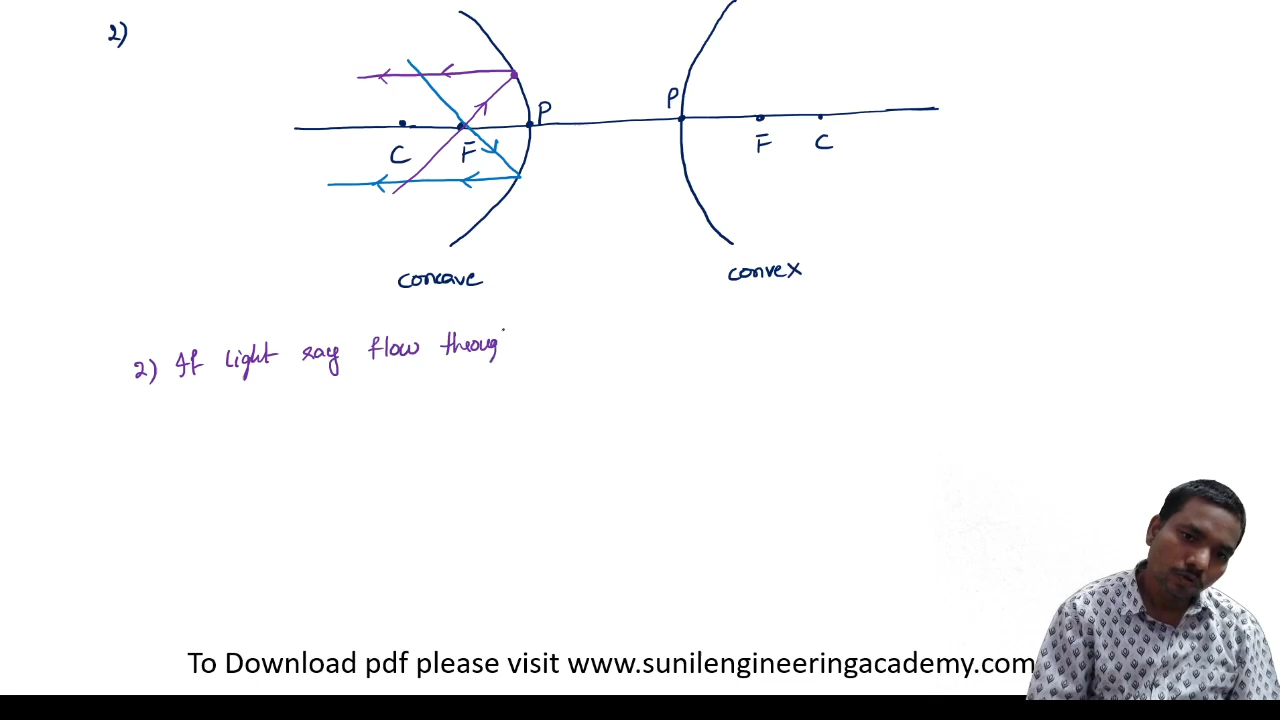 2)
P
P
C
F
F
C
concave
convex
2) If light ray flow throug
To Download pdf please visit www.sunilengineeringacademy.com